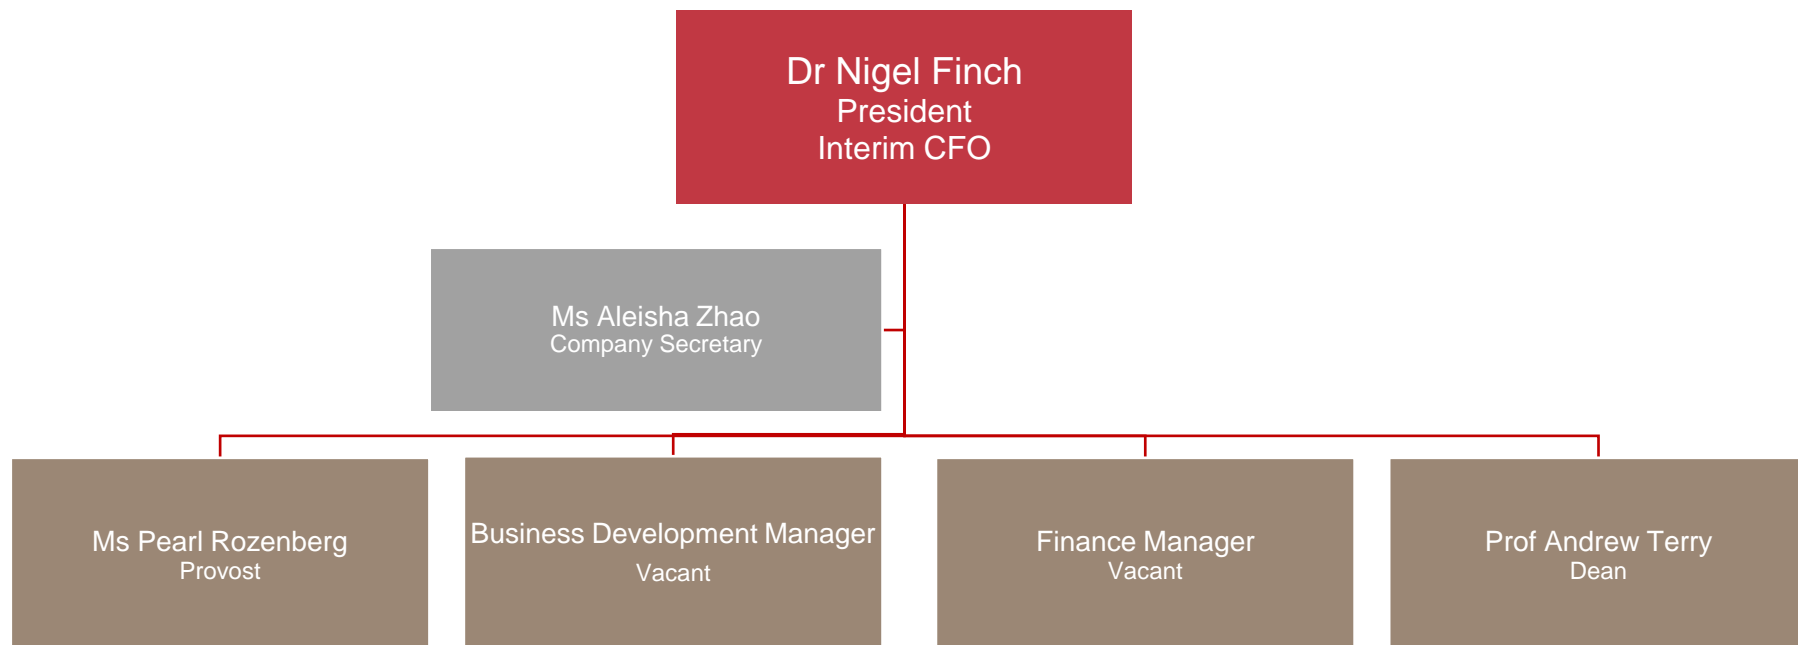 Dr Nigel Finch
President
Interim CFO
Ms Aleisha Zhao
Company Secretary
Ms Pearl Rozenberg
Provost
Business Development Manager
Vacant
Finance Manager
Vacant
Prof Andrew Terry
Dean